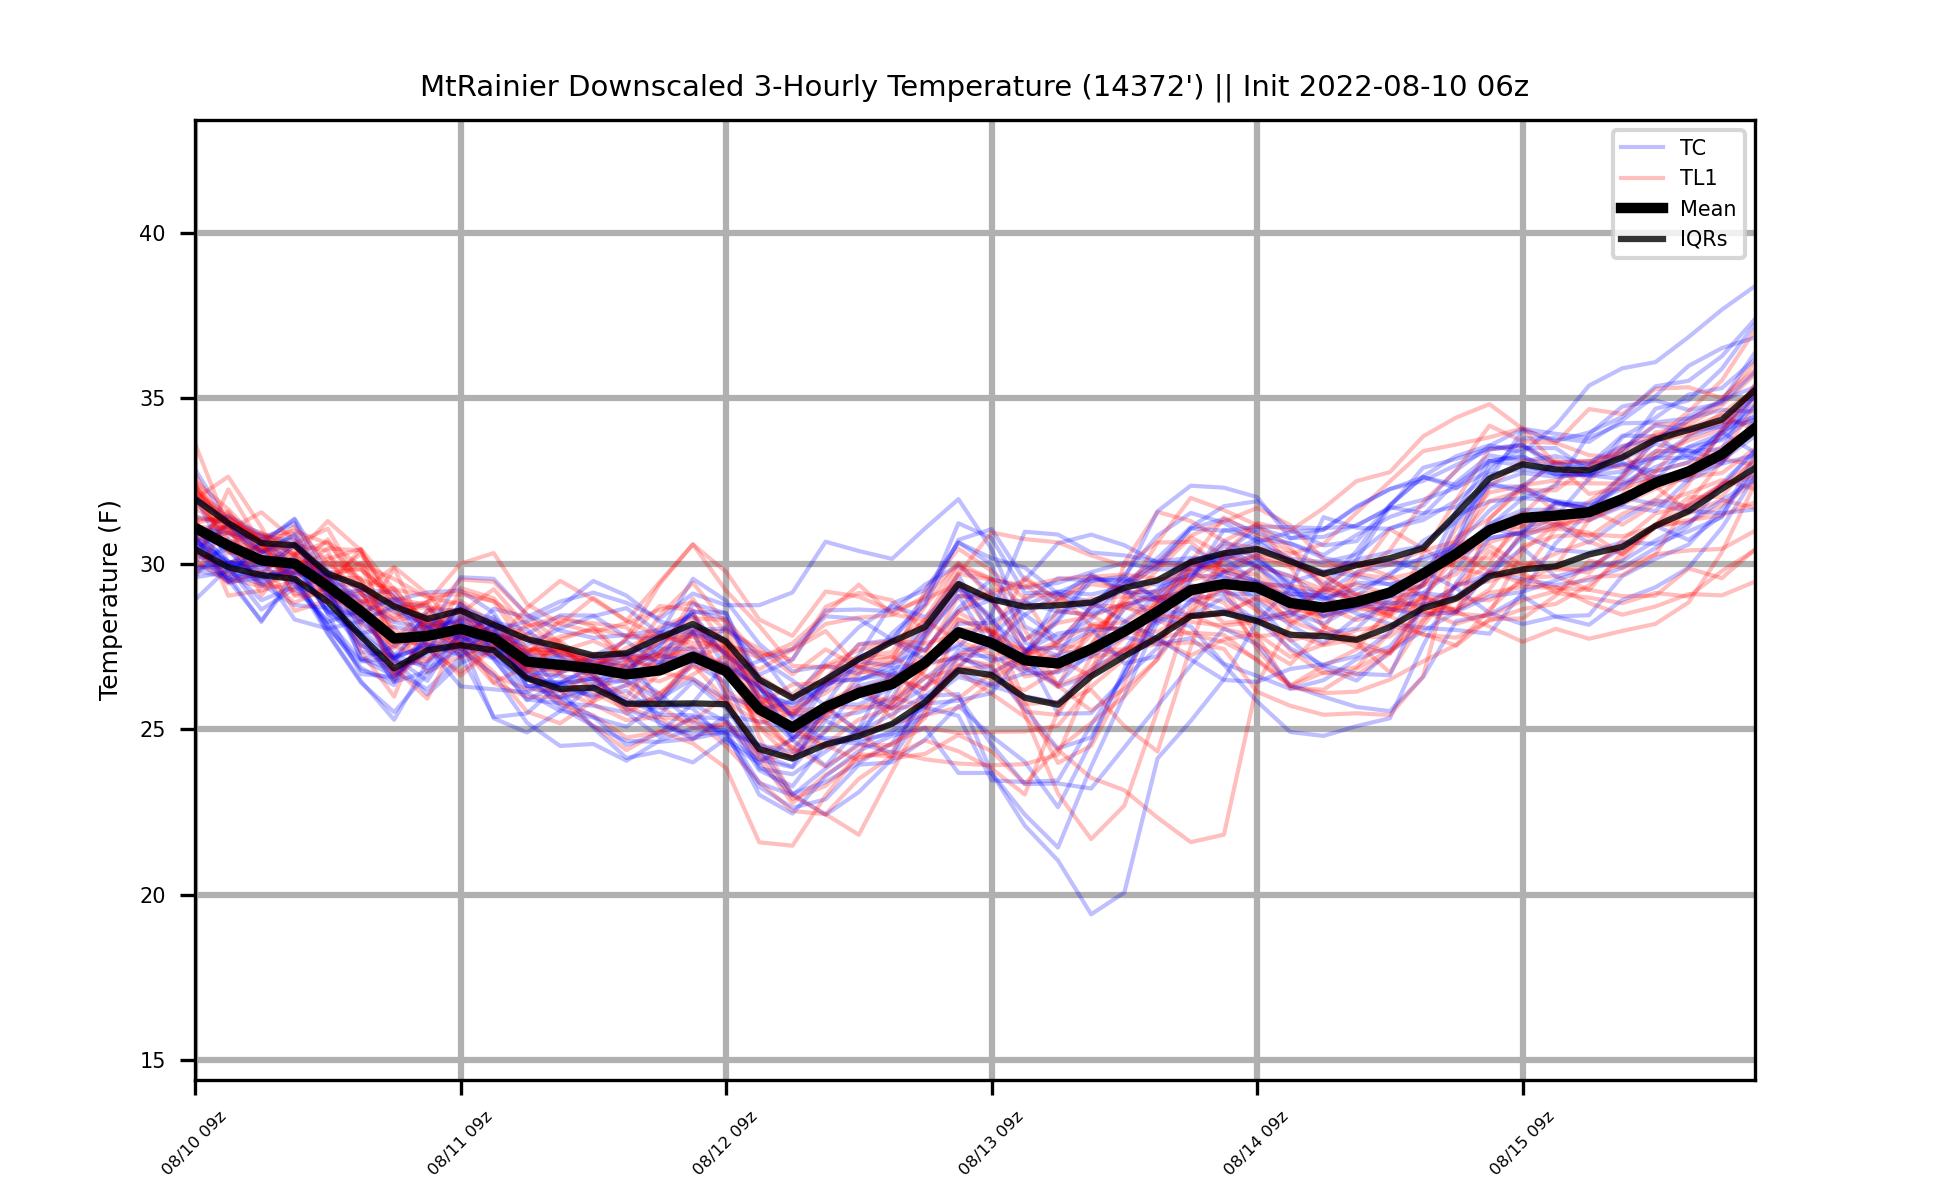 MtRainier Downscaled 3-Hourly Temperature (14372') || Init 2022-08-10 06z
TC
TL1
Mean
IQRs
Temperature (F)
40
35
30
25
20
15
08/10 09z
08/11 09z
08/12 09z
08/13 09z
08/14 09z
08/15 09z